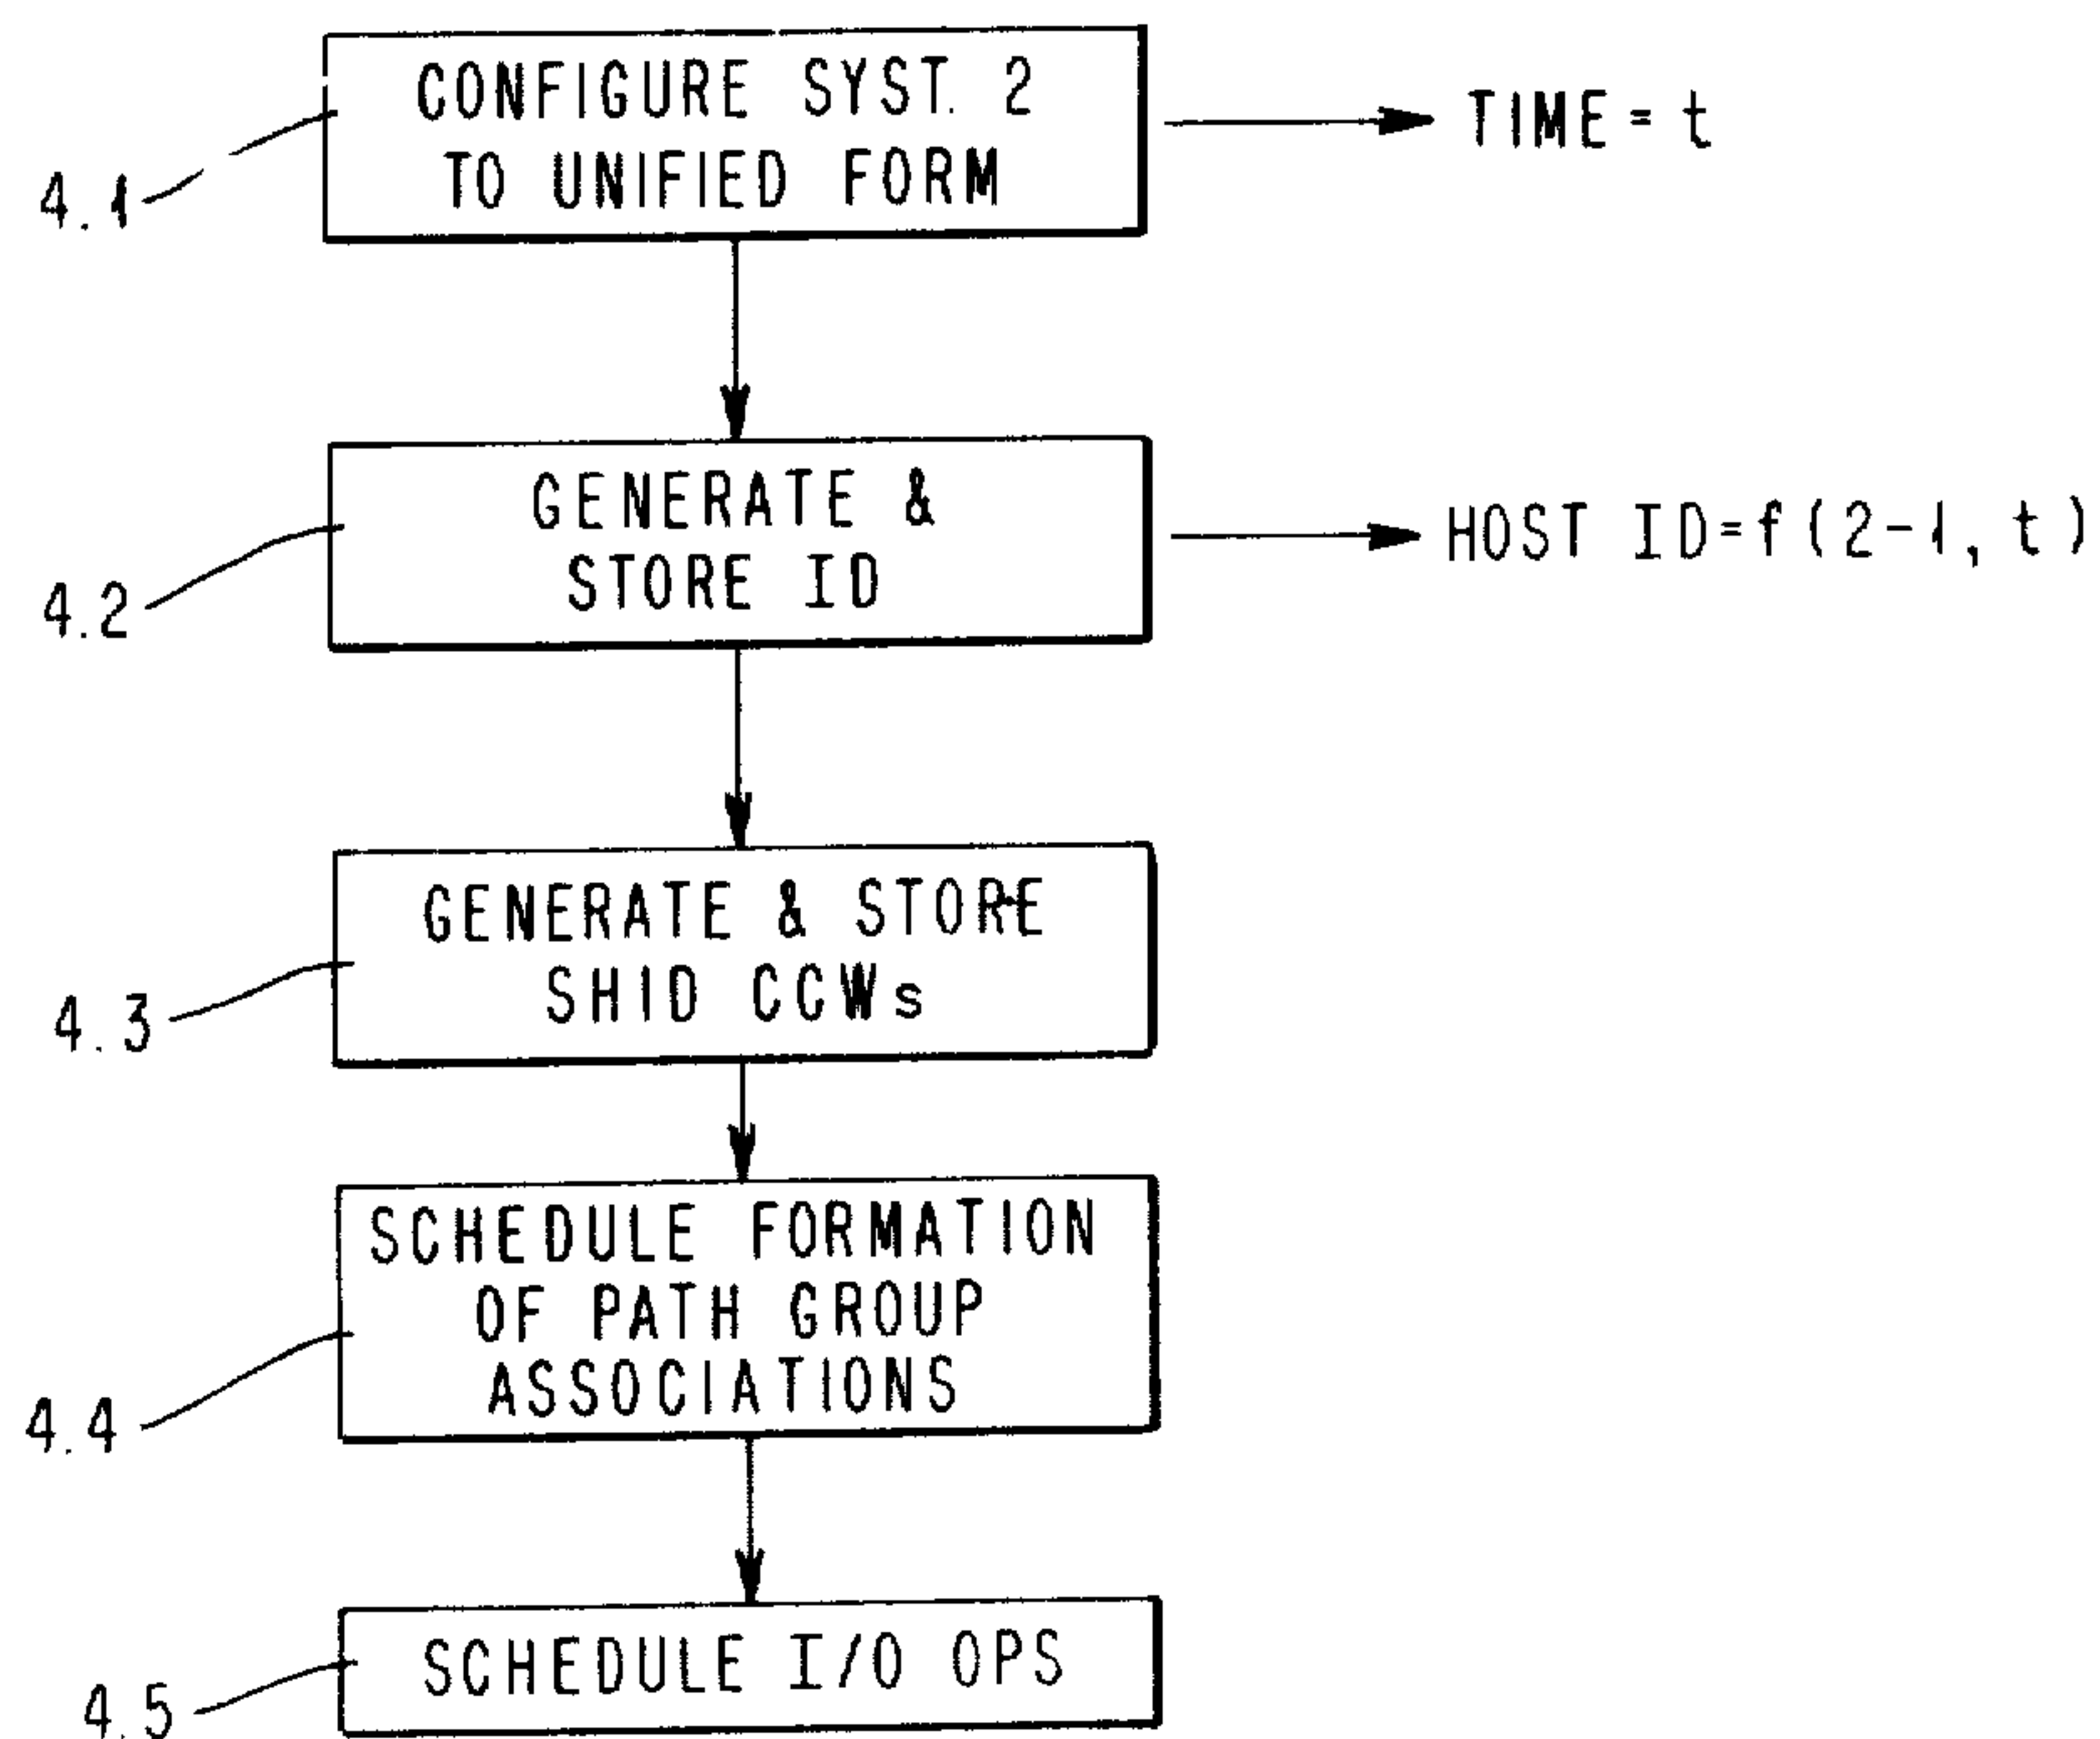 CONFIGURE SYST. 2
TO UNIFIED FORM
TIME = t
4.1
GENERATE &
STORE ID
HOST ID=f(2-1, t)
4.2
GENERATE & STORE
SHID CCWs
4.3
SCHEDULE FORMATION
OF PATH GROUP
ASSOCIATIONS
4.4
SCHEDULE I/O OPS
4.5